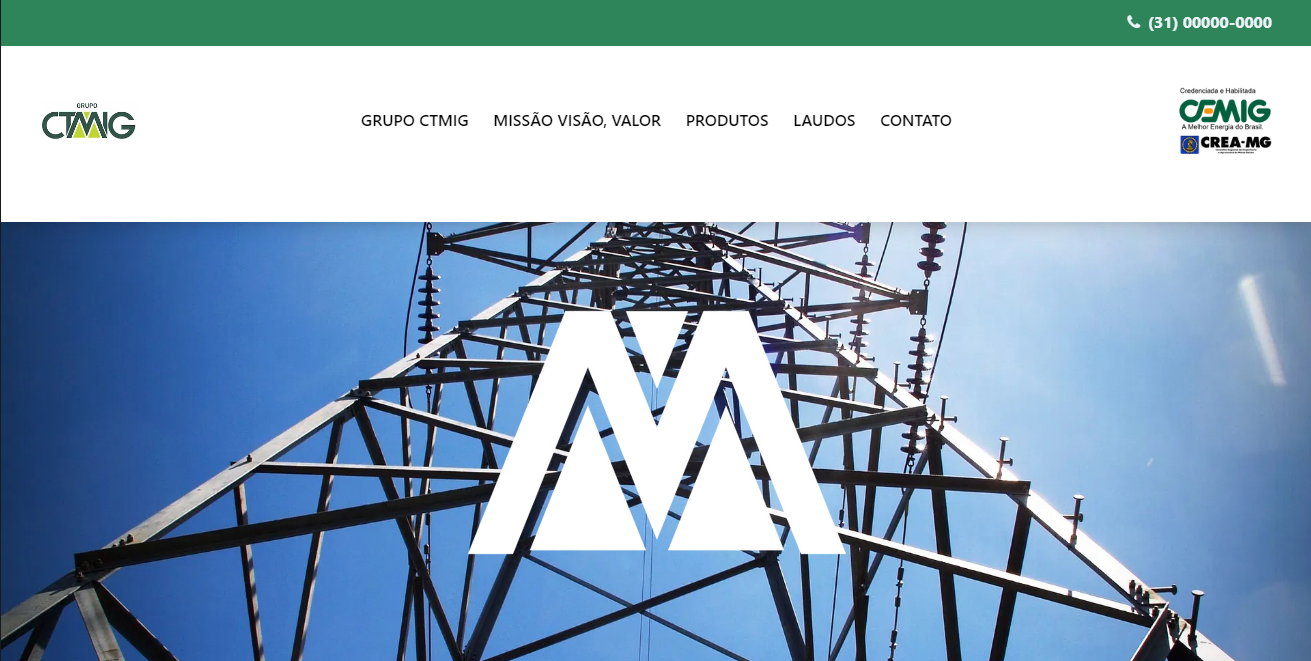 (31) 00000-0000
GRUPO
CTMIG
GRUPO CTMIG MISSÃO VISÃO, VALOR PRODUTOS LAUDOS CONTATO
Credenciada e Habilitada
CEMIG
A Melhor Energia do Brasil.
CREA-MG